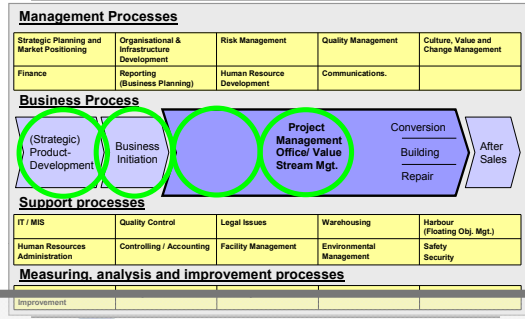 Management Processes
Strategic Planning and
Market Positioning
Organisational &
Infrastructure
Development
Risk Management
Quality Management
Culture, Value and
Change Management
Finance
Reporting
(Business Planning)
Human Resource
Development
Communications.
Business Process
(Strategic)
Product-
Development
Business
Initiation
Project
Management
Office/ Value
Stream Mgt.
Conversion
Building
Repair
After
Sales
Support processes
IT / MIS
Quality Control
Legal Issues
Warehousing
Harbour
(Floating Obj. Mgt.)
Human Resources
Administration
Controlling / Accounting
Facility Management
Environmental
Management
Safety
Security
Measuring, analysis and improvement processes
Improvement